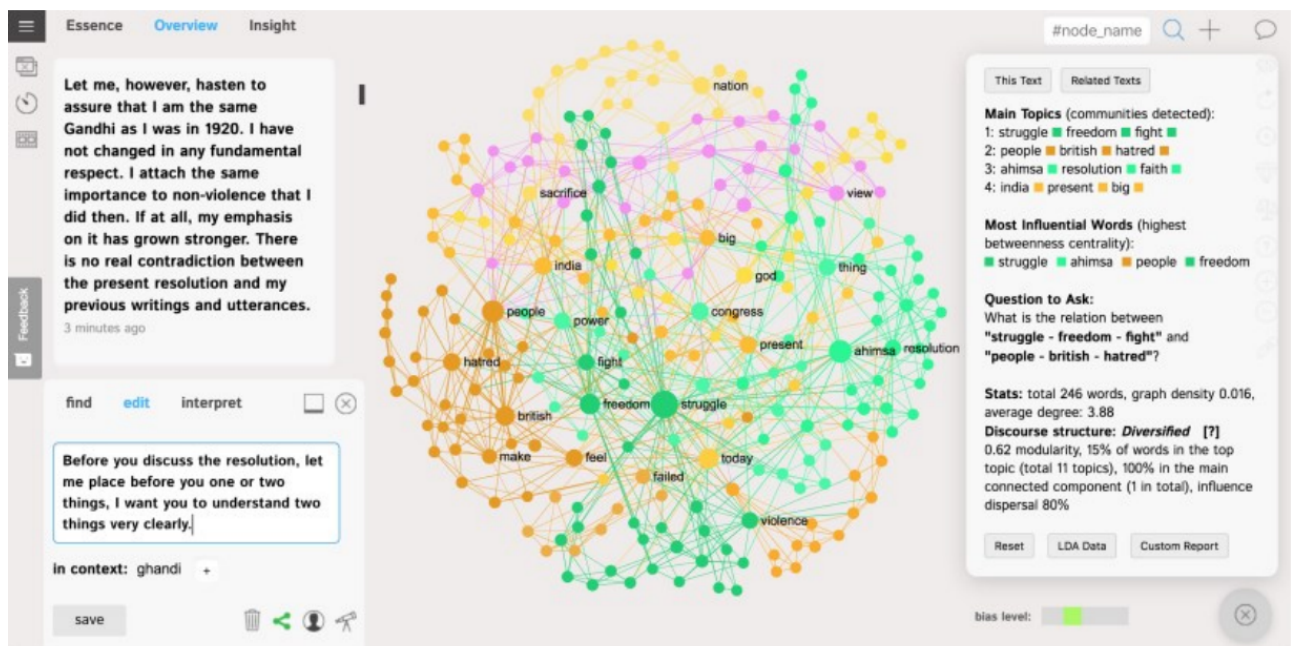 Essence Overview Insight
#node_name
Let me, however, hasten to
assure that I am the same
Gandhi as I was in 1920. I have
not changed in any fundamental
respect. I attach the same
importance to non-violence that I
did then. If at all, my emphasis
on it has grown stronger. There
is no real contradiction between
the present resolution and my
previous writings and utterances.
3 minutes ago
Feedback
find edit interpret
Before you discuss the resolution, let
me place before you one or two
things, I want you to understand two
things very clearly.
in context: ghandi +
save
nation
sacrifice
view
big
india
god
thing
people
power
congress
present
ahimsa
resolution
hatred
fight
freedom
struggle
british
make
feel
today
failed
violence
This Text Related Texts
Main Topics (communities detected):
1: struggle freedom fight
2: people british hatred
3: ahimsa resolution faith
4: india present big
Most Influential Words (highest
betweenness centrality):
struggle ahimsa people freedom
Question to Ask:
What is the relation between
"struggle - freedom - fight" and
"people - british - hatred"?
Stats: total 246 words, graph density 0.016,
average degree: 3.88
Discourse structure: Diversified [?]
0.62 modularity, 15% of words in the top
topic (total 11 topics), 100% in the main
connected component (1 in total), influence
dispersal 80%
Reset LDA Data Custom Report
bias level: